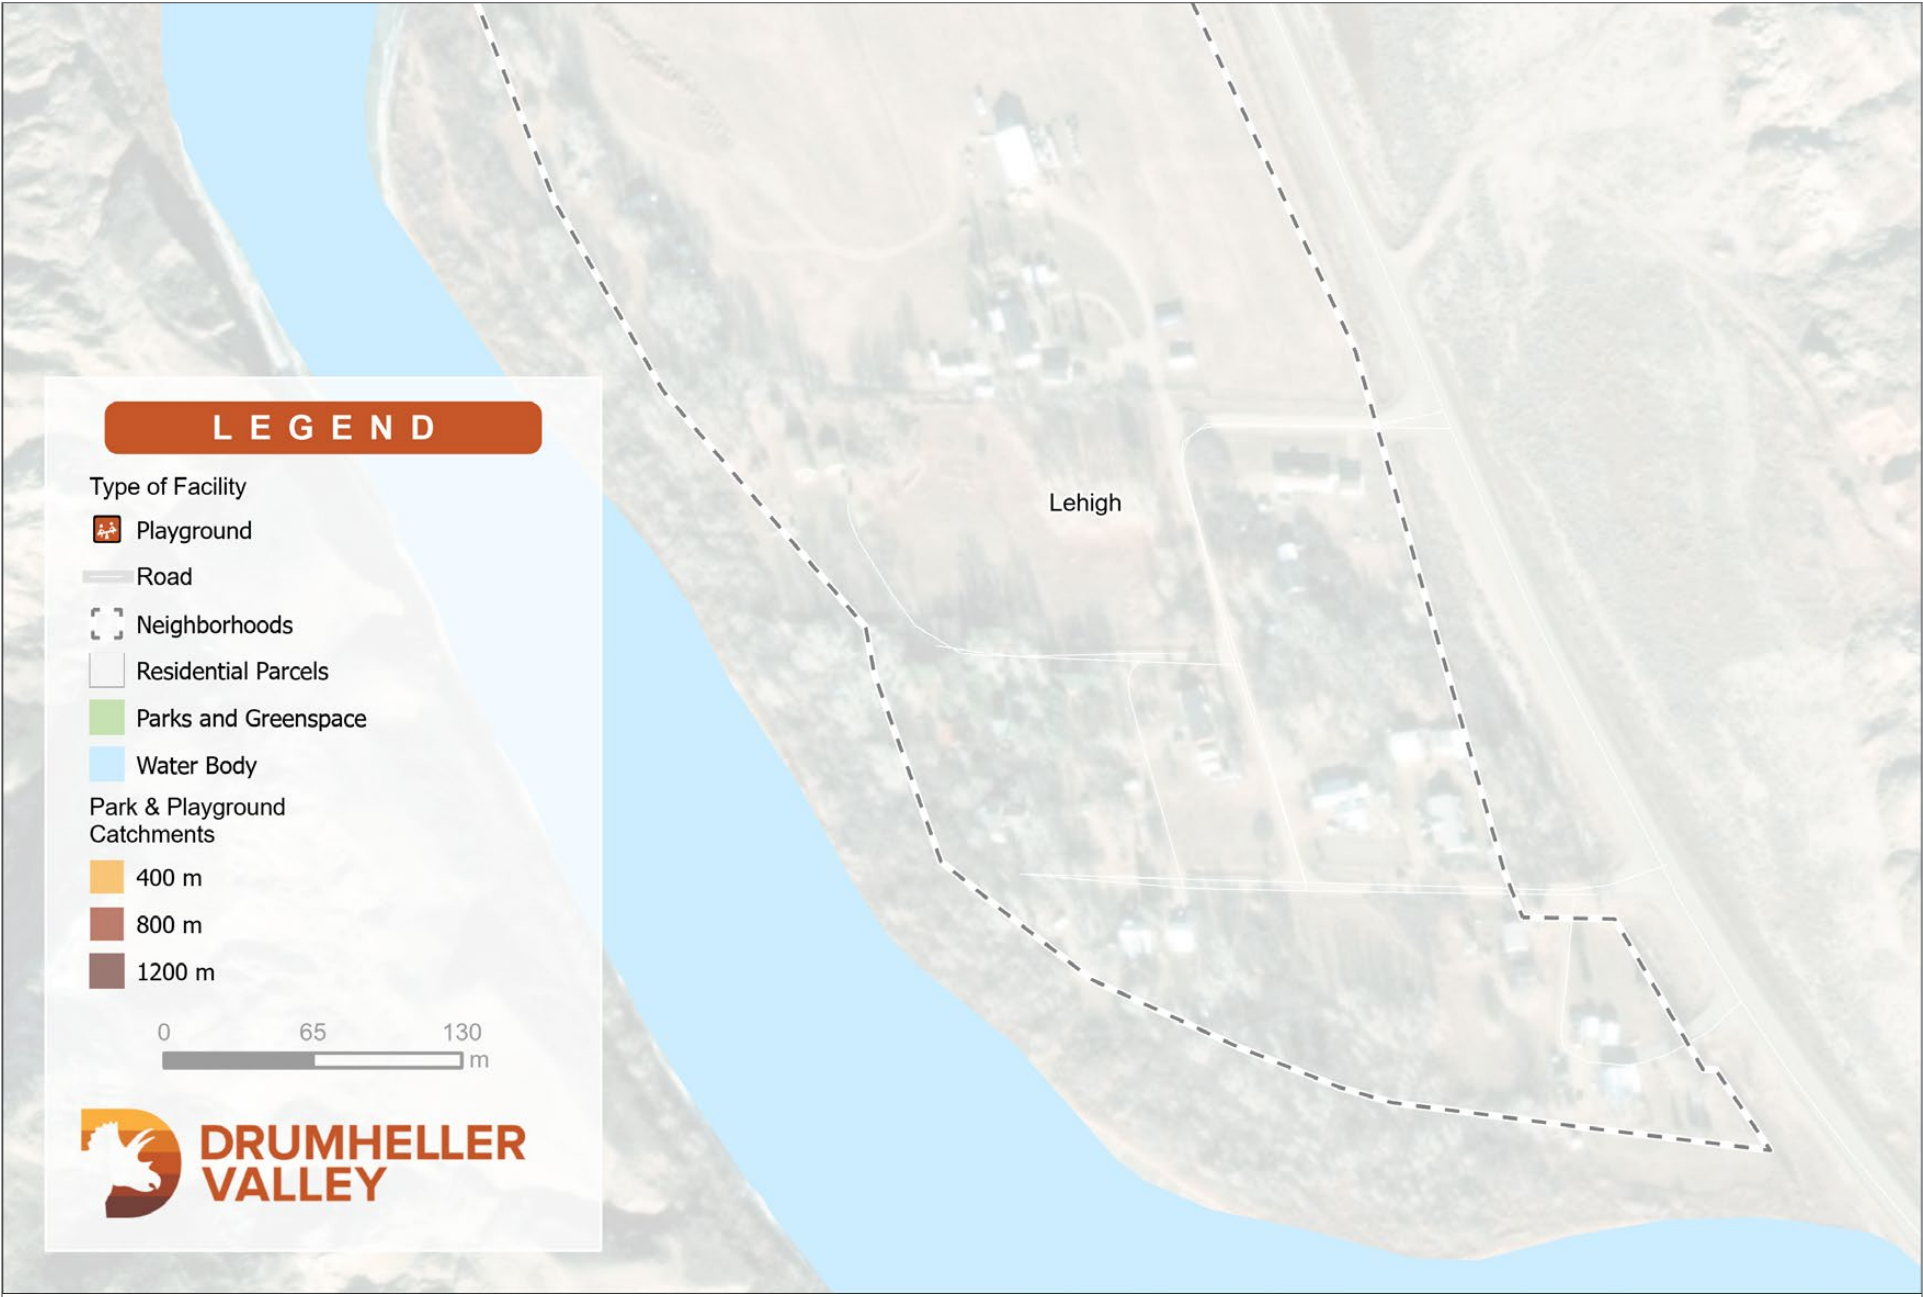 Lehigh
LEGEND
Type of Facility
Playground
Road
Neighborhoods
Residential Parcels
Parks and Greenspace
Water Body
Park & Playground
Catchments
400 m
800 m
1200 m
0 65 130
m
DRUMHELLER
VALLEY